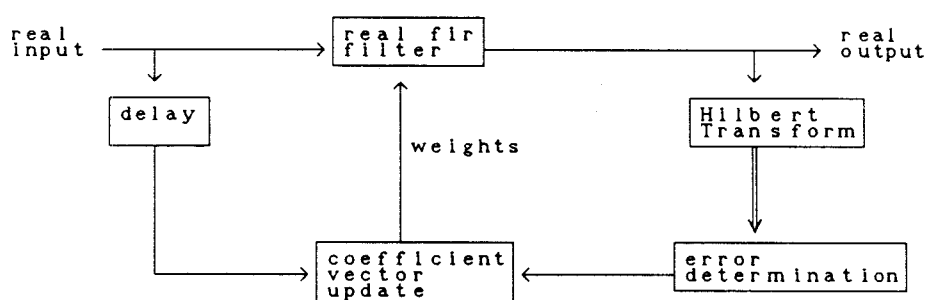 real
input
real fir
filter
real
output
delay
Hilbert
Transform
weights
coefficient
vector
update
error
determination